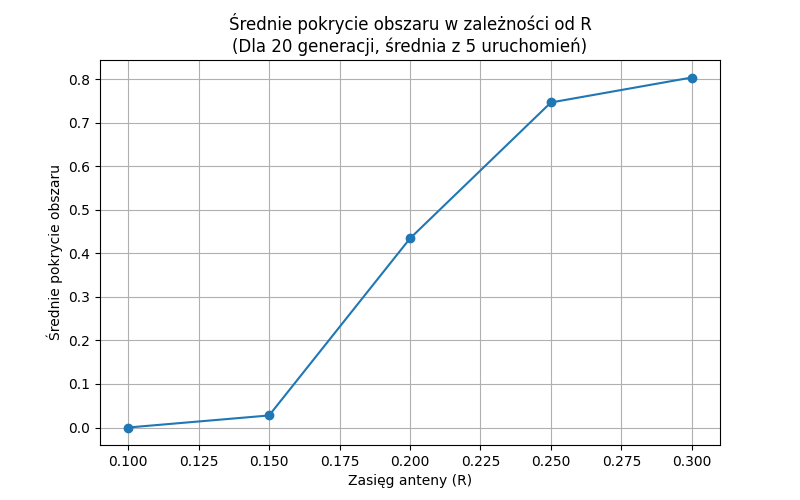 Średnie pokrycie obszaru w zależności od R
(Dla 20 generacji, średnia z 5 uruchomień)
Średnie pokrycie obszaru
0.8
0.7
0.6
0.5
0.4
0.3
0.2
0.1
0.0
0.100 0.125 0.150 0.175 0.200 0.225 0.250 0.275 0.300
Zasięg anteny (R)